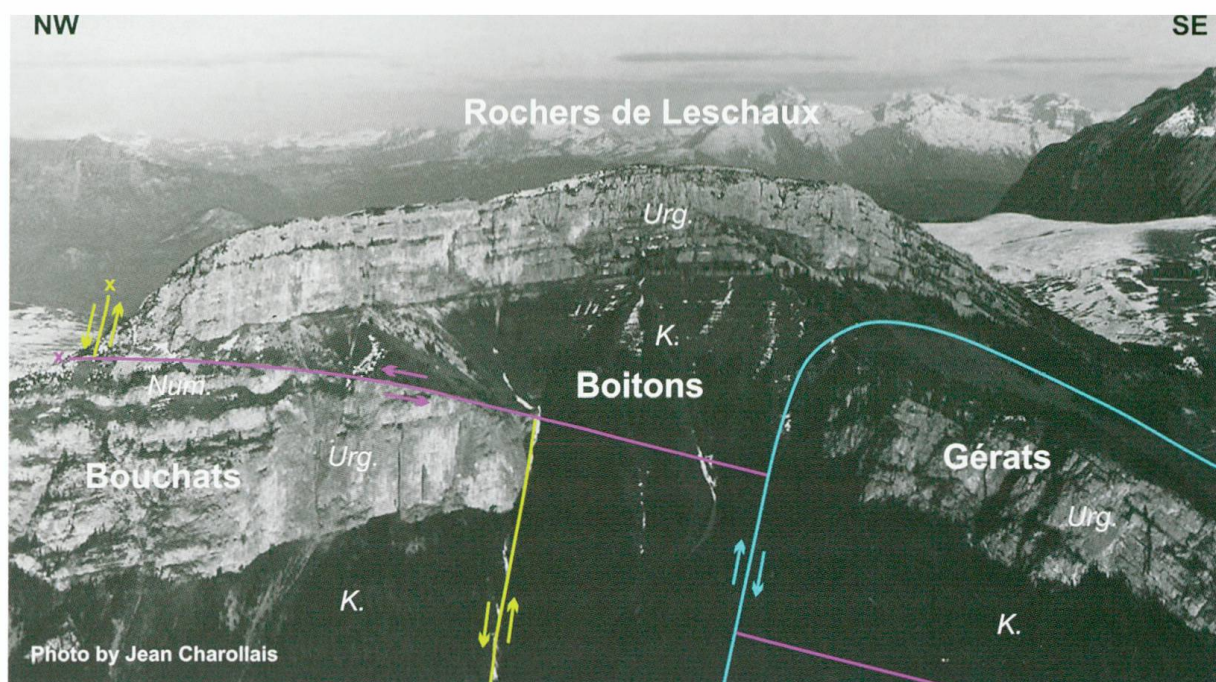 NW
SE
Rochers de Leschaux
Urg.
x
K.
x
Num.
Boitons
Bouchats
Urg.
Gérats
Urg.
K.
K.
Photo by Jean Charollais